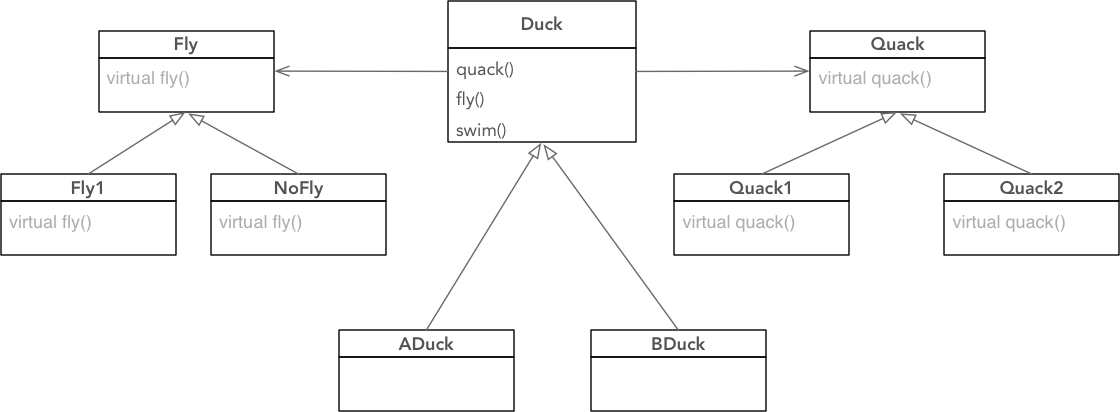 Duck
quack()
fly()
swim()
Fly
virtual fly()
Quack
virtual quack()
Fly1
virtual fly()
NoFly
virtual fly()
Quack1
virtual quack()
Quack2
virtual quack()
ADuck
BDuck